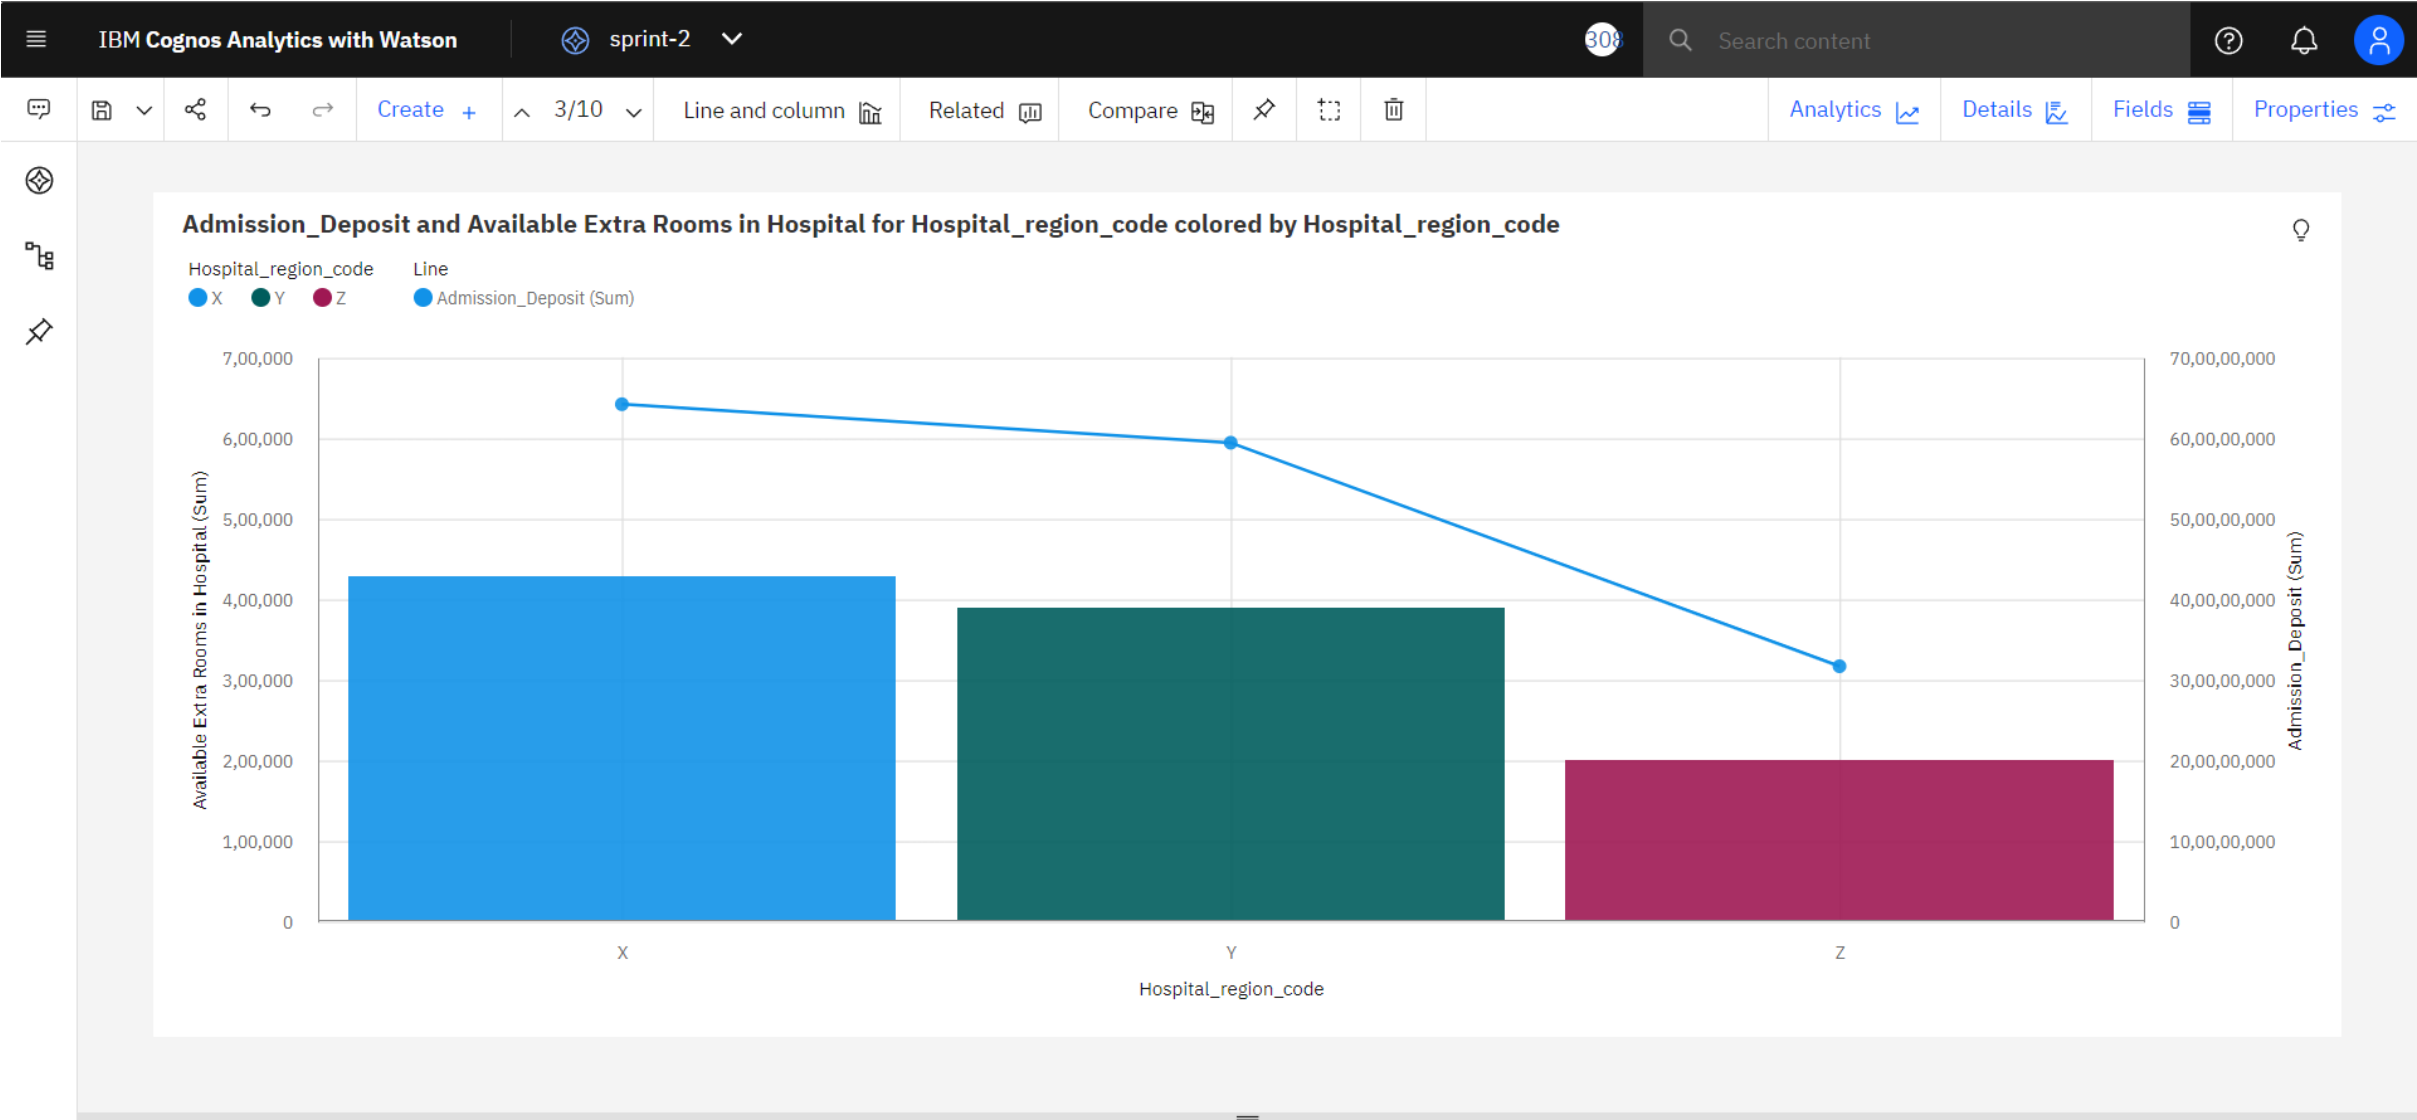 IBM Cognos Analytics with Watson
sprint-2
308
Search content
Create +
3/10
Line and column
Related
Compare
Analytics
Details
Fields
Properties
Admission_Deposit and Available Extra Rooms in Hospital for Hospital_region_code colored by Hospital_region_code
Hospital_region_code
X
Y
Z
Line
Admission_Deposit (Sum)
Available Extra Rooms in Hospital (Sum)
7,00,000
6,00,000
5,00,000
4,00,000
3,00,000
2,00,000
1,00,000
0
70,00,00,000
60,00,00,000
50,00,00,000
40,00,00,000
30,00,00,000
20,00,00,000
10,00,00,000
0
Admission_Deposit (Sum)
X
Y
Z
Hospital_region_code